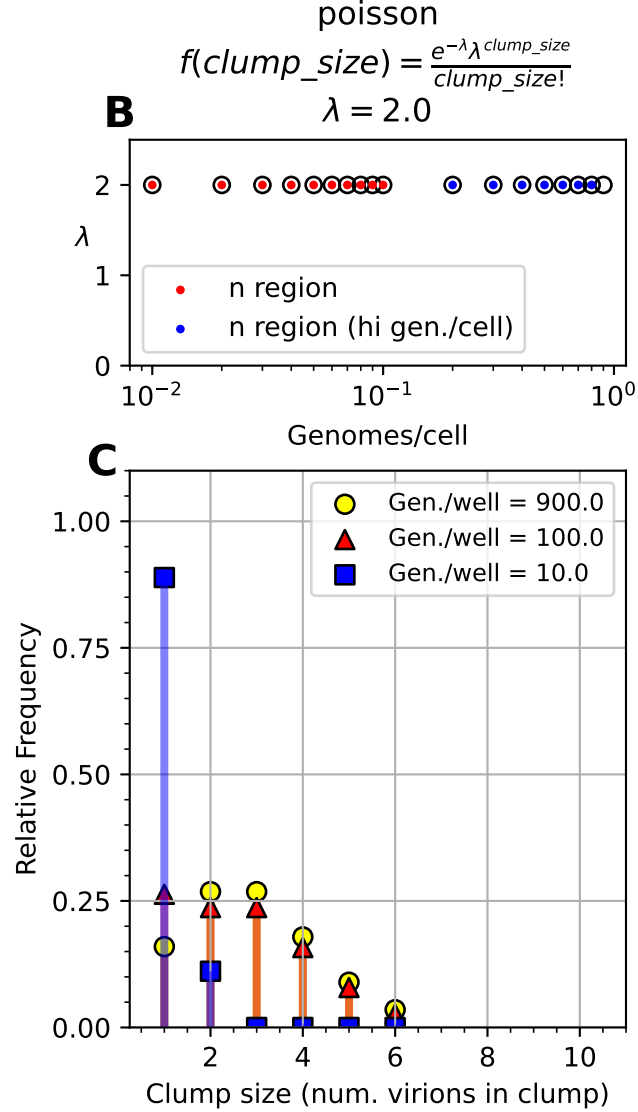 poisson
f(clump_size) = e^{-λ}λ^{clump_size} / clump_size!
B
λ = 2.0
2
1
0
λ
n region
n region (hi gen./cell)
10^{-2}
10^{-1}
10^{0}
Genomes/cell
C
Gen./well = 900.0
Gen./well = 100.0
Gen./well = 10.0
1.00
0.75
0.50
0.25
0.00
Relative Frequency
2
4
6
8
10
Clump size (num. virions in clump)